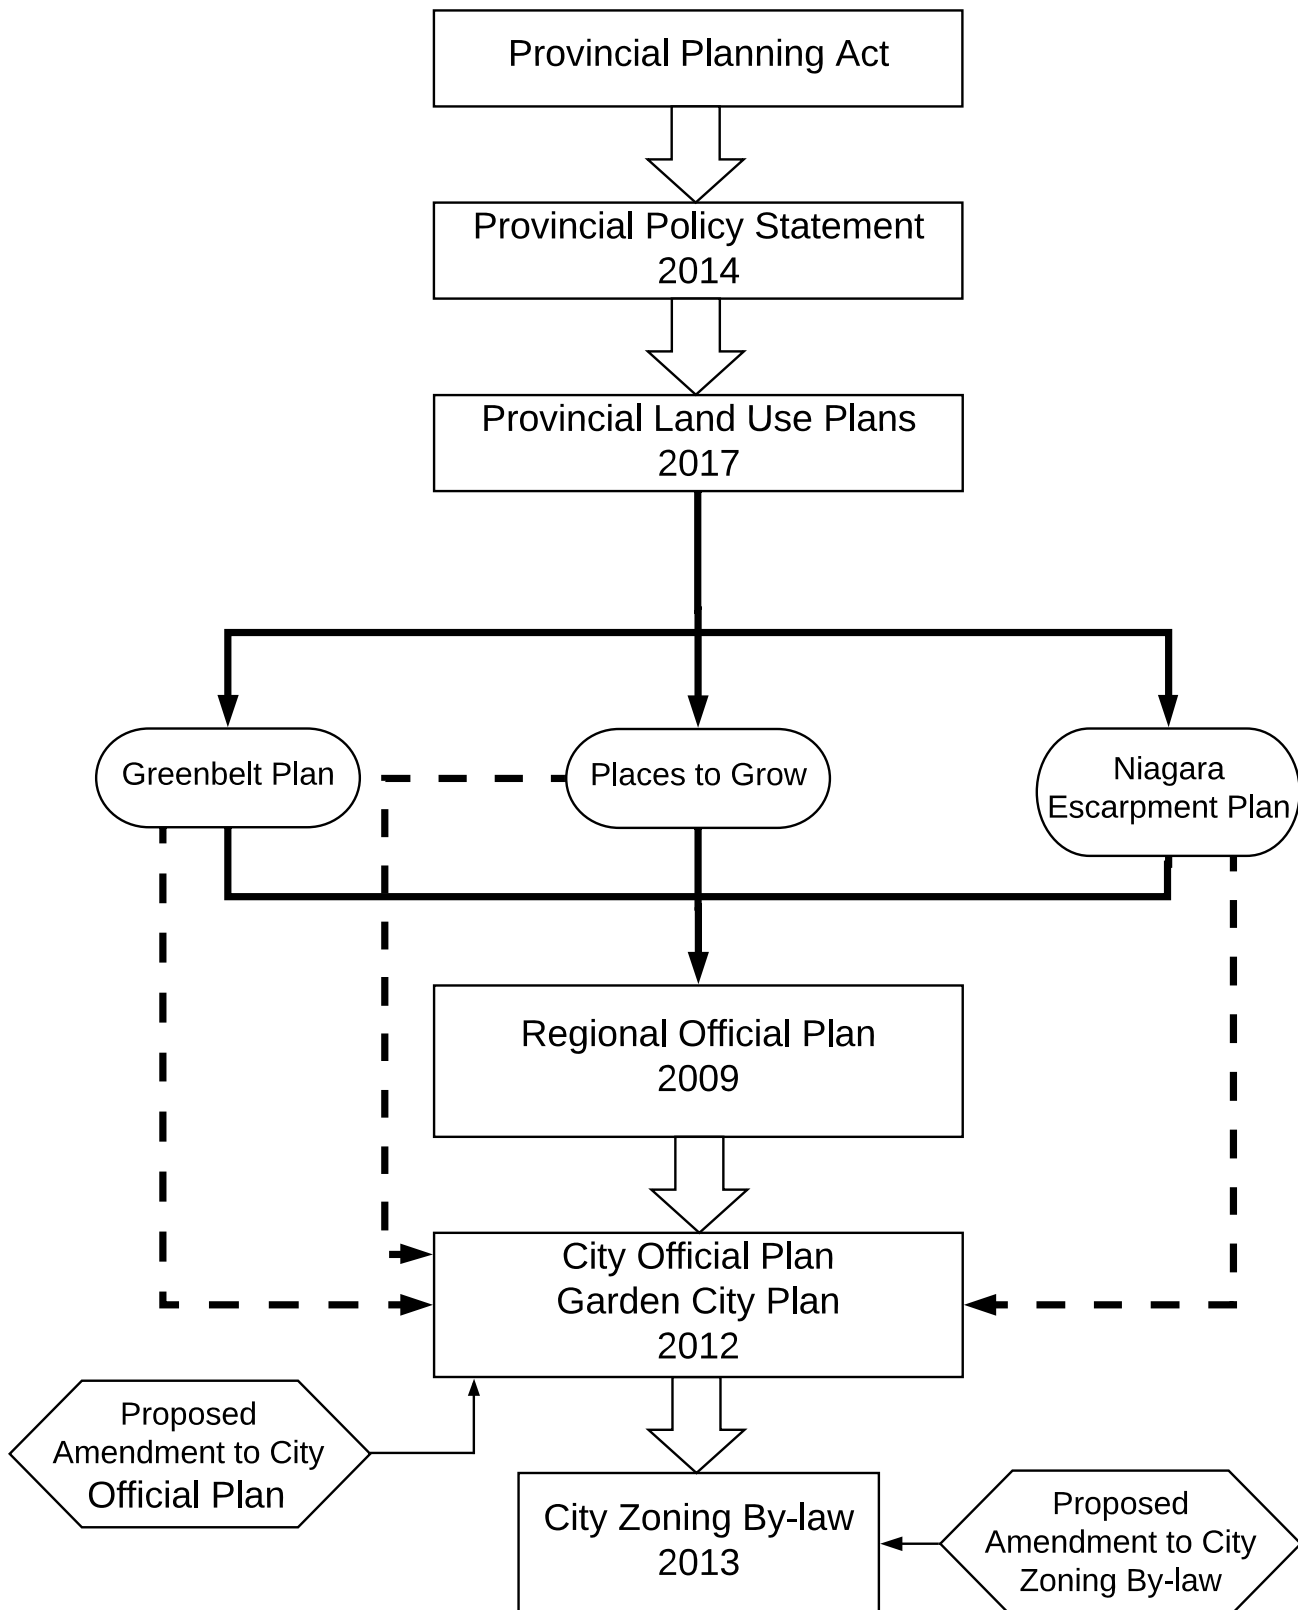 Provincial Planning Act
Provincial Policy Statement
2014
Provincial Land Use Plans
2017
Greenbelt Plan
Places to Grow
Niagara
Escarpment Plan
Regional Official Plan
2009
City Official Plan
Garden City Plan
2012
Proposed
Amendment to City
Official Plan
City Zoning By-law
2013
Proposed
Amendment to City
Zoning By-law